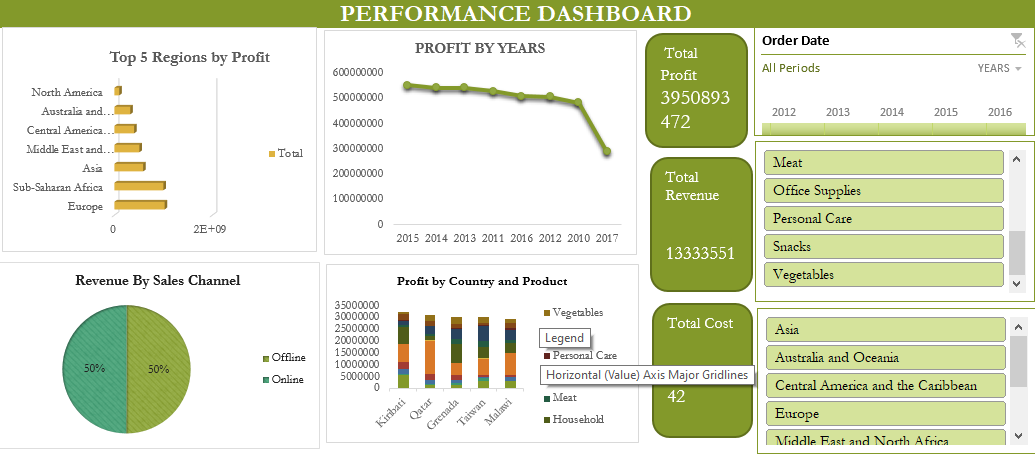 PERFORMANCE DASHBOARD
Top 5 Regions by Profit
North America
Australia and...
Central America...
Middle East and...
Asia
Sub-Saharan Africa
Europe
0
2E+09
Total
PROFIT BY YEARS
600000000
500000000
400000000
300000000
200000000
100000000
0
2015 2014 2013 2011 2016 2012 2010 2017
Total
Profit
3950893
472
Total
Revenue
13333551
Total Cost
42
Order Date
All Periods
YEARS
2012 2013 2014 2015 2016
Meat
Office Supplies
Personal Care
Snacks
Vegetables
Asia
Australia and Oceania
Central America and the Caribbean
Europe
Middle East and North Africa
Revenue By Sales Channel
50%
50%
Offline
Online
Profit by Country and Product
35000000
30000000
25000000
20000000
15000000
10000000
5000000
0
Kiribati
Qatar
Grenada
Taiwan
Malawi
Vegetables
Legend
Personal Care
Horizontal (Value) Axis Major Gridlines
Meat
Household